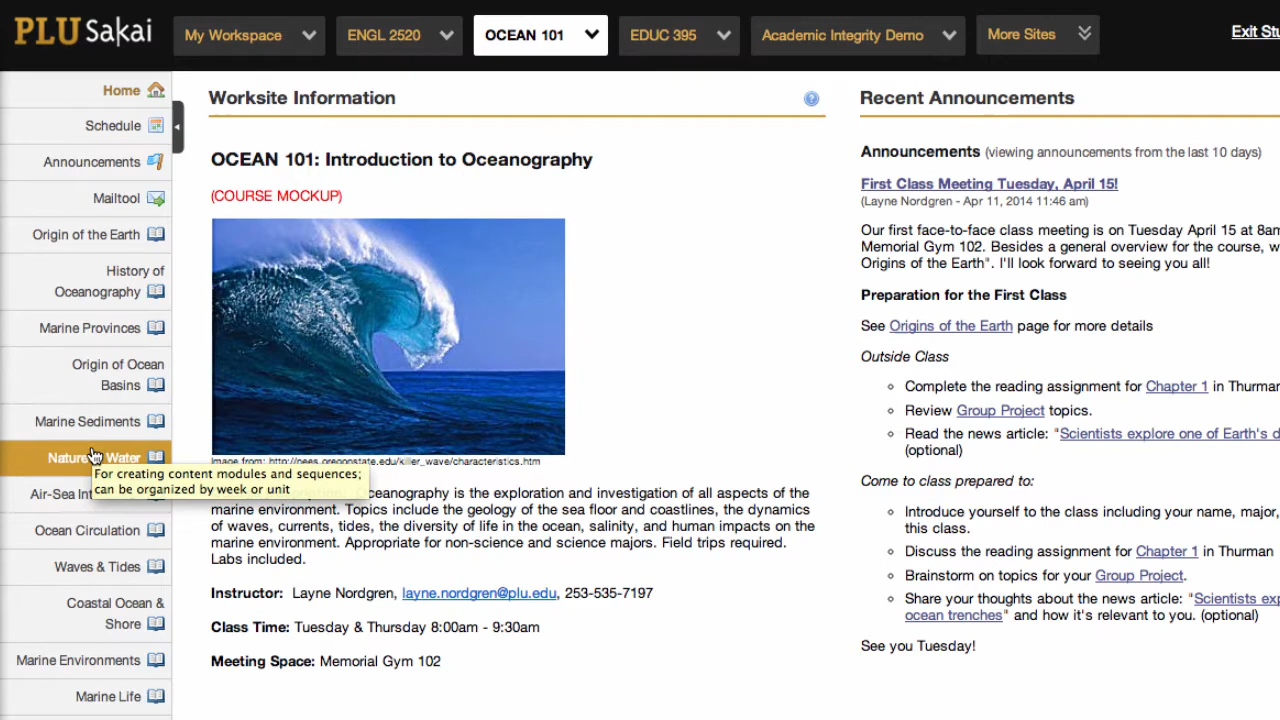 PLU Sakai
My Workspace
ENGL 2520
OCEAN 101
EDUC 395
Academic Integrity Demo
More Sites
Exit Stu
Home
Schedule
Announcements
Mailtool
Origin of the Earth
History of
Oceanography
Marine Provinces
Origin of Ocean
Basins
Marine Sediments
Nature Water
For creating content modules and sequences;
can be organized by week or unit
Air-Sea Int
Ocean Circulation
Waves & Tides
Coastal Ocean &
Shore
Marine Environments
Marine Life
Worksite Information
OCEAN 101: Introduction to Oceanography
(COURSE MOCKUP)
Image from: http://nees.oregonstate.edu/killer_wave/characteristics.htm
Oceanography is the exploration and investigation of all aspects of the
marine environment. Topics include the geology of the sea floor and coastlines, the dynamics
of waves, currents, tides, the diversity of life in the ocean, salinity, and human impacts on the
marine environment. Appropriate for non-science and science majors. Field trips required.
Labs included.
Instructor: Layne Nordgren, layne.nordgren@plu.edu, 253-535-7197
Class Time: Tuesday & Thursday 8:00am - 9:30am
Meeting Space: Memorial Gym 102
Recent Announcements
Announcements (viewing announcements from the last 10 days)
First Class Meeting Tuesday, April 15!
(Layne Nordgren - Apr 11, 2014 11:46 am)
Our first face-to-face class meeting is on Tuesday April 15 at 8am
Memorial Gym 102. Besides a general overview for the course, w
Origins of the Earth". I'll look forward to seeing you all!
Preparation for the First Class
See Origins of the Earth page for more details
Outside Class
Complete the reading assignment for Chapter 1 in Thurman
Review Group Project topics.
Read the news article: "Scientists explore one of Earth's d
(optional)
Come to class prepared to:
Introduce yourself to the class including your name, major,
this class.
Discuss the reading assignment for Chapter 1 in Thurman
Brainstorm on topics for your Group Project.
Share your thoughts about the news article: "Scientists exp
ocean trenches" and how it's relevant to you. (optional)
See you Tuesday!